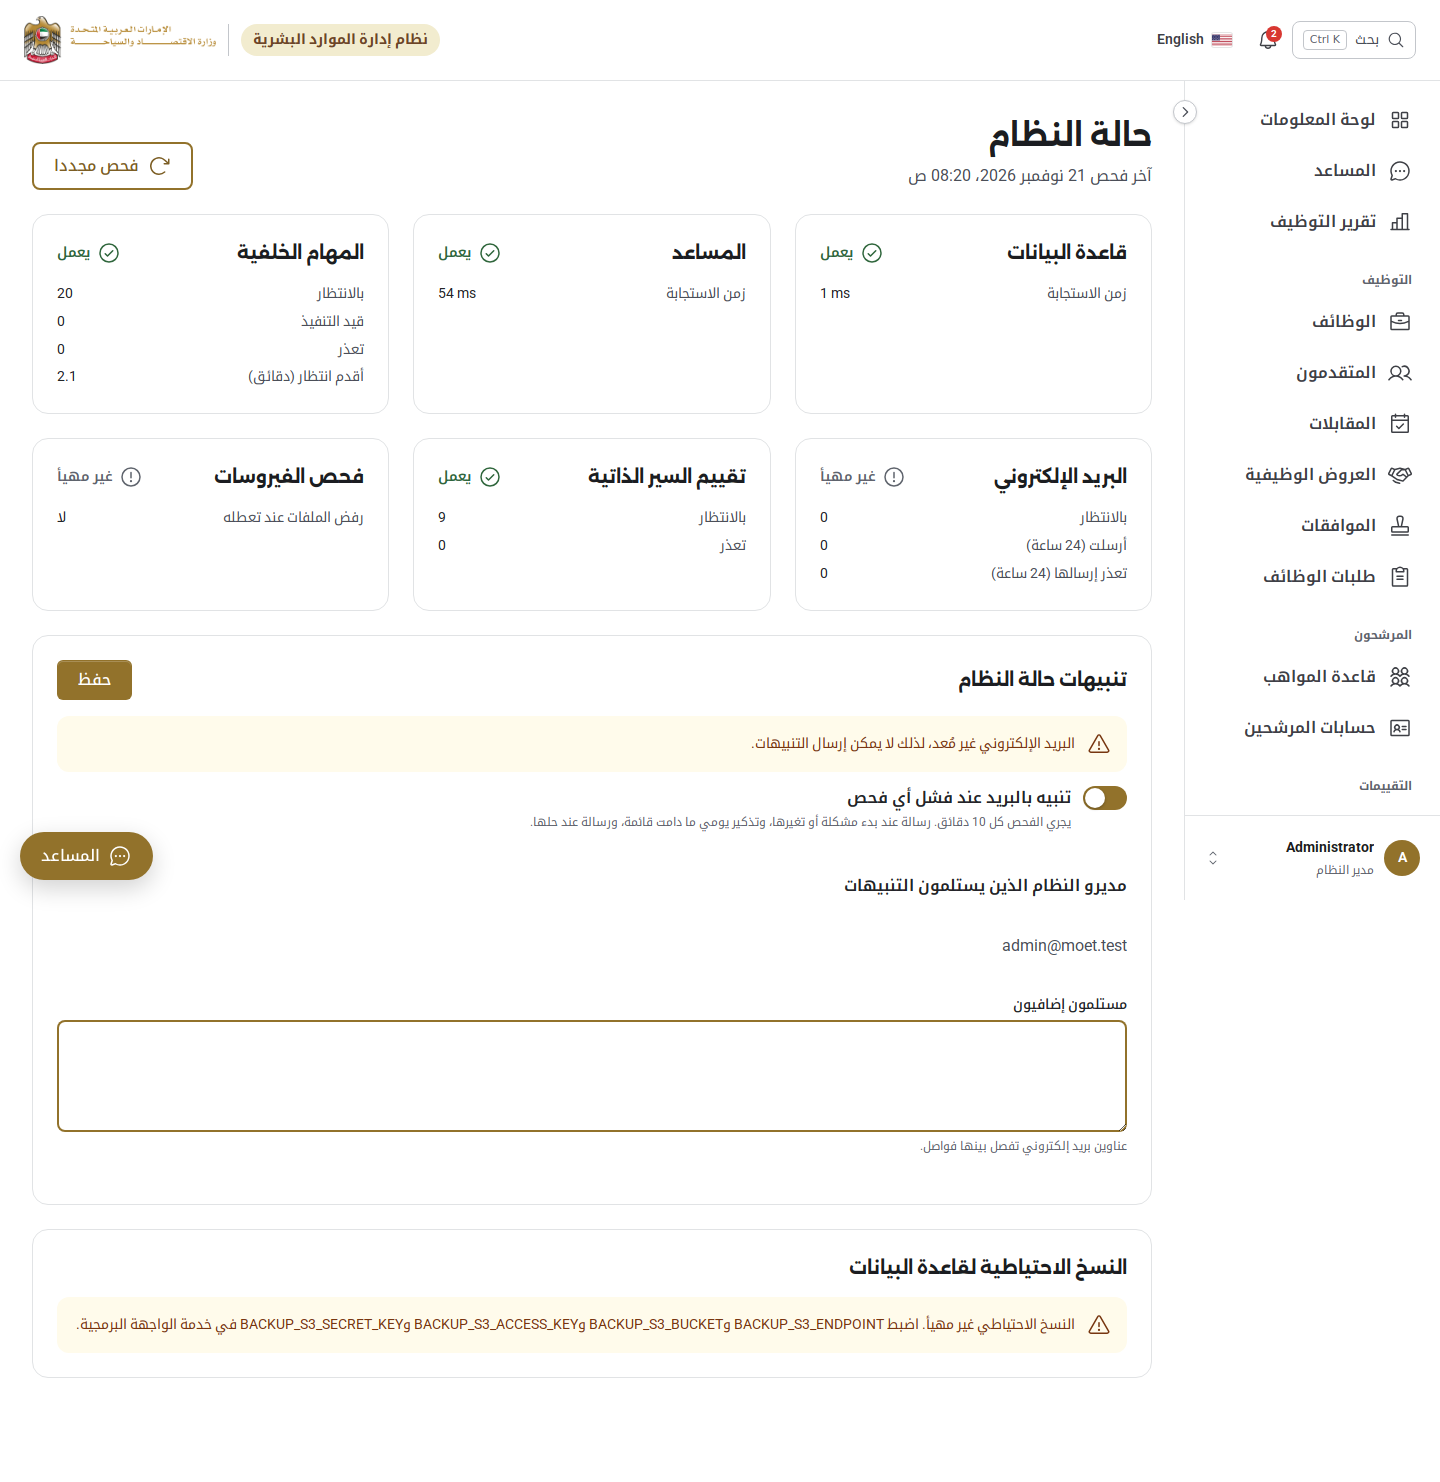 بحث
Ctrl K
2
English
نظام إدارة الموارد البشرية
الإمارات العربية المتحدة
وزارة الاقتصاد والسياحة
لوحة المعلومات
المساعد
تقرير التوظيف
التوظيف
الوظائف
المتقدمون
المقابلات
العروض الوظيفية
الموافقات
طلبات الوظائف
المرشحون
قاعدة المواهب
حسابات المرشحين
التقييمات
A
Administrator
مدير النظام
حالة النظام
آخر فحص 21 نوفمبر 2026، 08:20 ص
فحص مجددا
قاعدة البيانات
يعمل
زمن الاستجابة
1 ms
المساعد
يعمل
زمن الاستجابة
54 ms
المهام الخلفية
يعمل
بالانتظار
20
قيد التنفيذ
0
تعذر
0
أقدم انتظار (دقائق)
2.1
البريد الإلكتروني
غير مهيأ
بالانتظار
0
أرسلت (24 ساعة)
0
تعذر إرسالها (24 ساعة)
0
تقييم السير الذاتية
يعمل
بالانتظار
9
تعذر
0
فحص الفيروسات
غير مهيأ
رفض الملفات عند تعطله
لا
تنبيهات حالة النظام
حفظ
البريد الإلكتروني غير مُعد، لذلك لا يمكن إرسال التنبيهات.
تنبيه بالبريد عند فشل أي فحص
يجري الفحص كل 10 دقائق. رسالة عند بدء مشكلة أو تغيرها، وتذكير يومي ما دامت قائمة، ورسالة عند حلها.
المساعد
مديرو النظام الذين يستلمون التنبيهات
admin@moet.test
مستلمون إضافيون
عناوين بريد إلكتروني تفصل بينها فواصل.
النسخ الاحتياطية لقاعدة البيانات
النسخ الاحتياطي غير مهيأ. اضبط BACKUP_S3_ENDPOINT وBACKUP_S3_BUCKET وBACKUP_S3_ACCESS_KEY وBACKUP_S3_SECRET_KEY في خدمة الواجهة البرمجية.